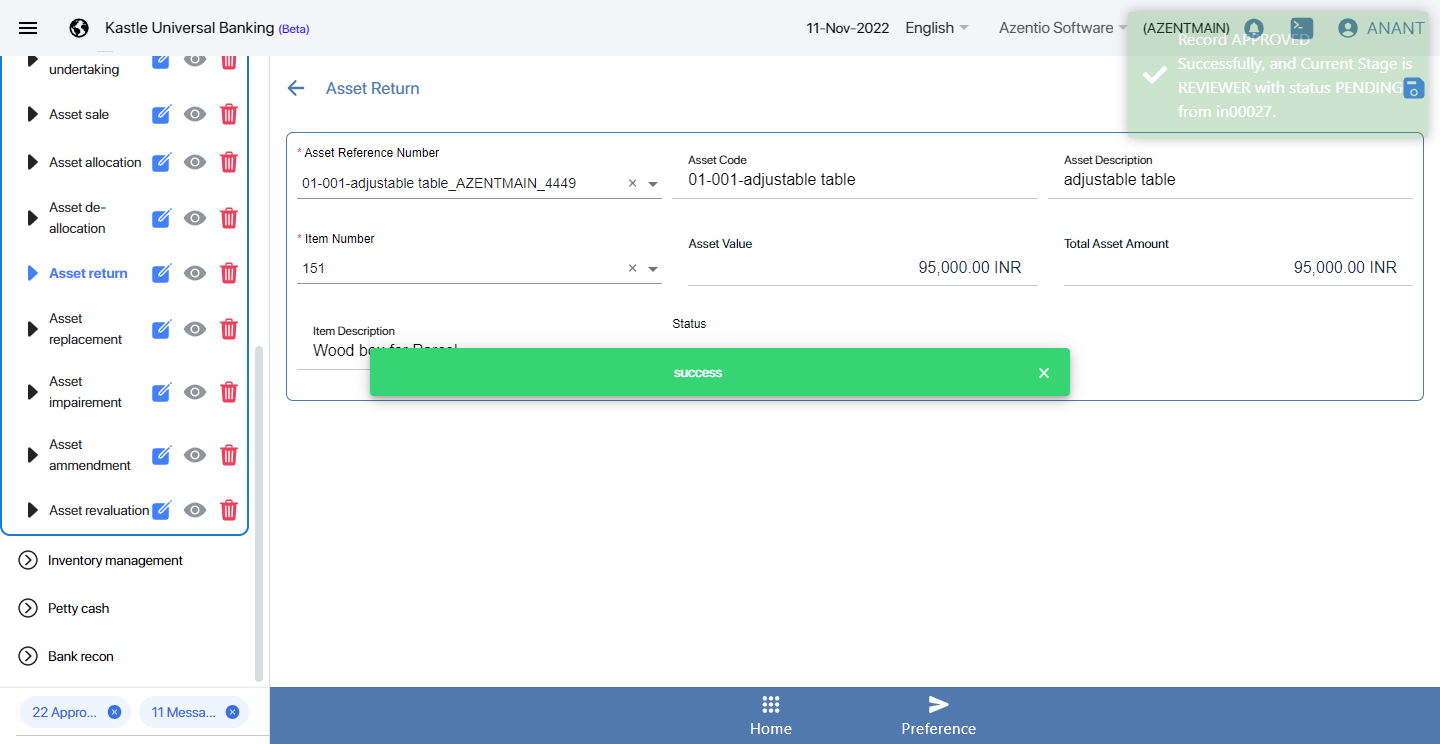 Kastle Universal Banking (Beta)
11-Nov-2022
English
Azentio Software
(AZENTMAIN)
ANANT
Record APPROVED
Successfully, and Current Stage is
REVIEWER with status PENDING
from in00027.
undertaking
Asset sale
Asset allocation
Asset de-
allocation
Asset return
Asset
replacement
Asset
impairement
Asset
ammendment
Asset revaluation
Inventory management
Petty cash
Bank recon
22 Appro...
11 Messa...
Asset Return
* Asset Reference Number
01-001-adjustable table_AZENTMAIN_4449
Asset Code
01-001-adjustable table
Asset Description
adjustable table
* Item Number
151
Asset Value
95,000.00 INR
Total Asset Amount
95,000.00 INR
Item Description
Wood box for Parcel
Status
success
Home
Preference